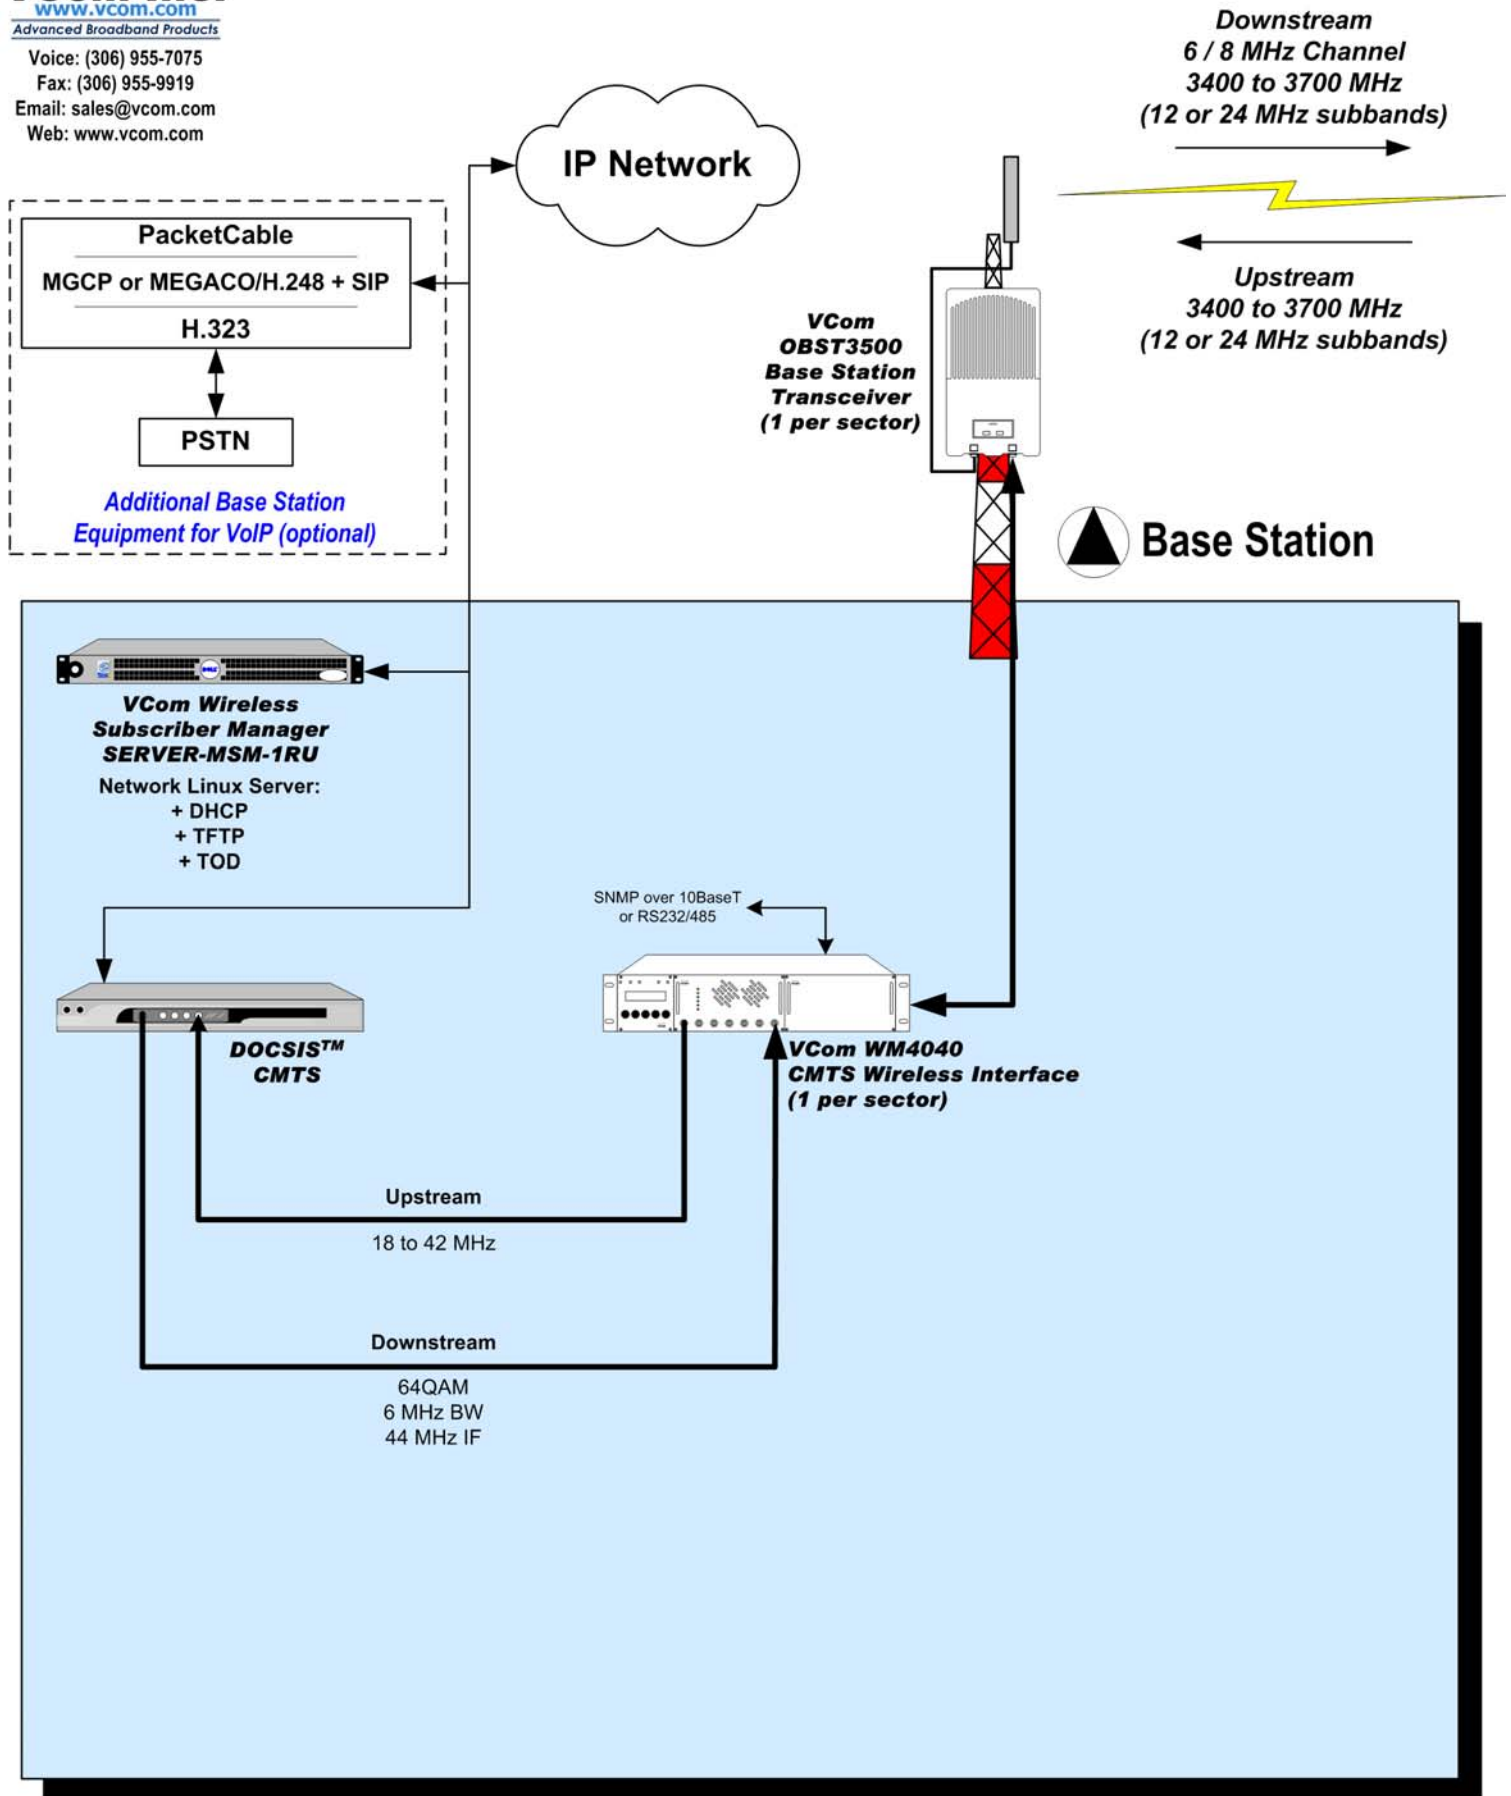 www.vcom.com
Advanced Broadband Products
Voice: (306) 955-7075
Fax: (306) 955-9919
Email: sales@vcom.com
Web: www.vcom.com
Downstream
6 / 8 MHz Channel
3400 to 3700 MHz
(12 or 24 MHz subbands)
IP Network
PacketCable
MGCP or MEGACO/H.248 + SIP
H.323
PSTN
Additional Base Station
Equipment for VoIP (optional)
VCom
OBST3500
Base Station
Transceiver
(1 per sector)
Upstream
3400 to 3700 MHz
(12 or 24 MHz subbands)
Base Station
DELL
VCom Wireless
Subscriber Manager
SERVER-MSM-1RU
Network Linux Server:
+ DHCP
+ TFTP
+ TOD
SNMP over 10BaseT
or RS232/485
DOCSIS™
CMTS
VCom WM4040
CMTS Wireless Interface
(1 per sector)
Upstream
18 to 42 MHz
Downstream
64QAM
6 MHz BW
44 MHz IF